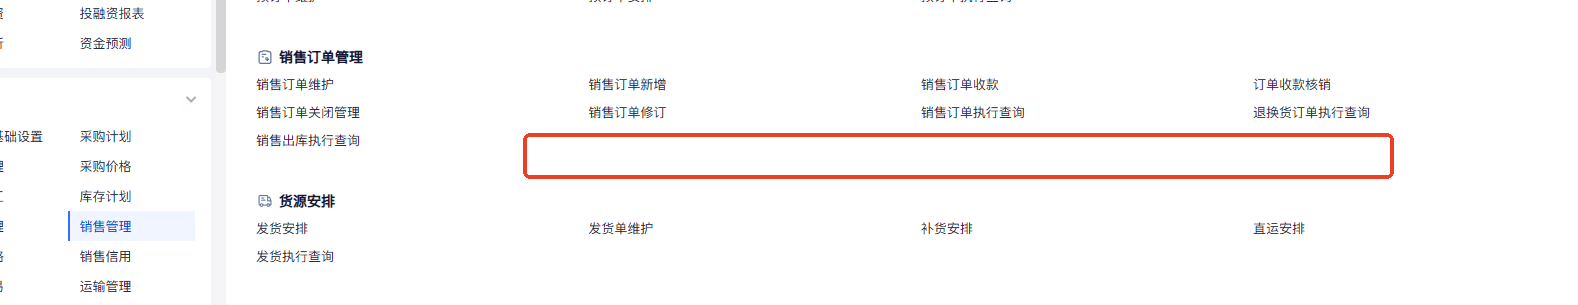 投融资报表
资金预测
基础设置 采购计划
采购价格
库存计划
销售管理
销售信用
运输管理
销售订单管理
销售订单维护 销售订单新增 销售订单收款 订单收款核销
销售订单关闭管理 销售订单修订 销售订单执行查询 退换货订单执行查询
销售出库执行查询
货源安排
发货安排 发货单维护 补货安排 直运安排
发货执行查询